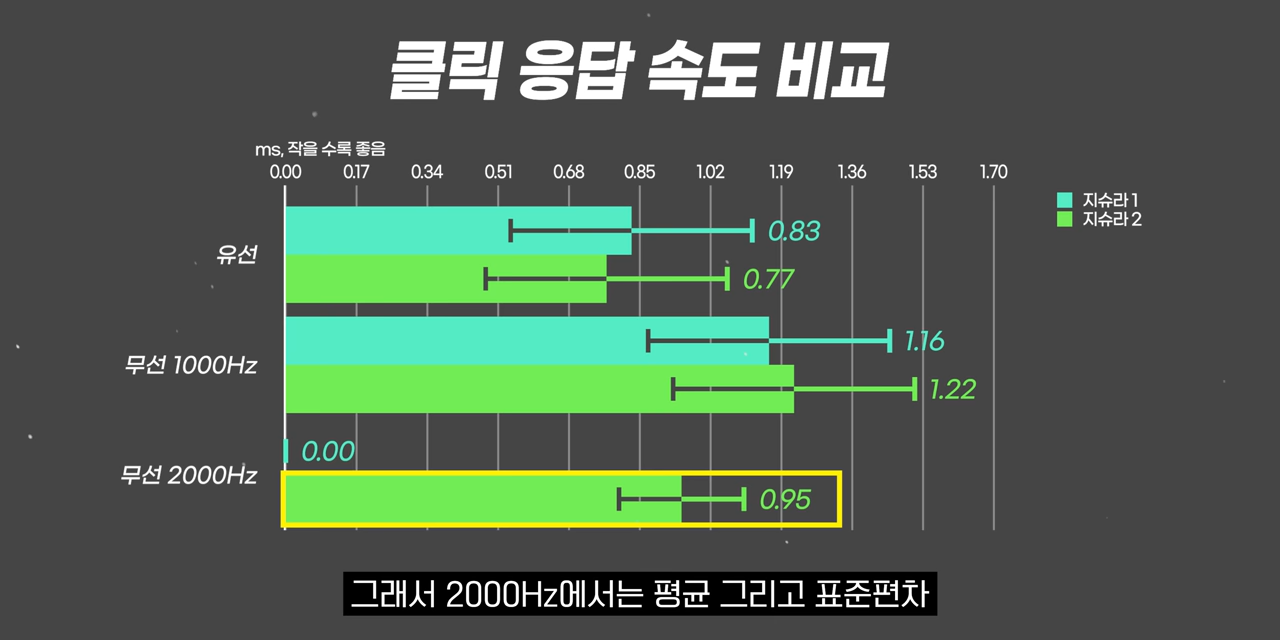 클릭 응답 속도 비교
ms, 작을 수록 좋음
0.00 0.17 0.34 0.51 0.68 0.85 1.02 1.19 1.36 1.53 1.70
지슈라 1
지슈라 2
유선
0.83
0.77
무선 1000Hz
1.16
1.22
무선 2000Hz
0.00
0.95
그래서 2000Hz에서는 평균 그리고 표준편차